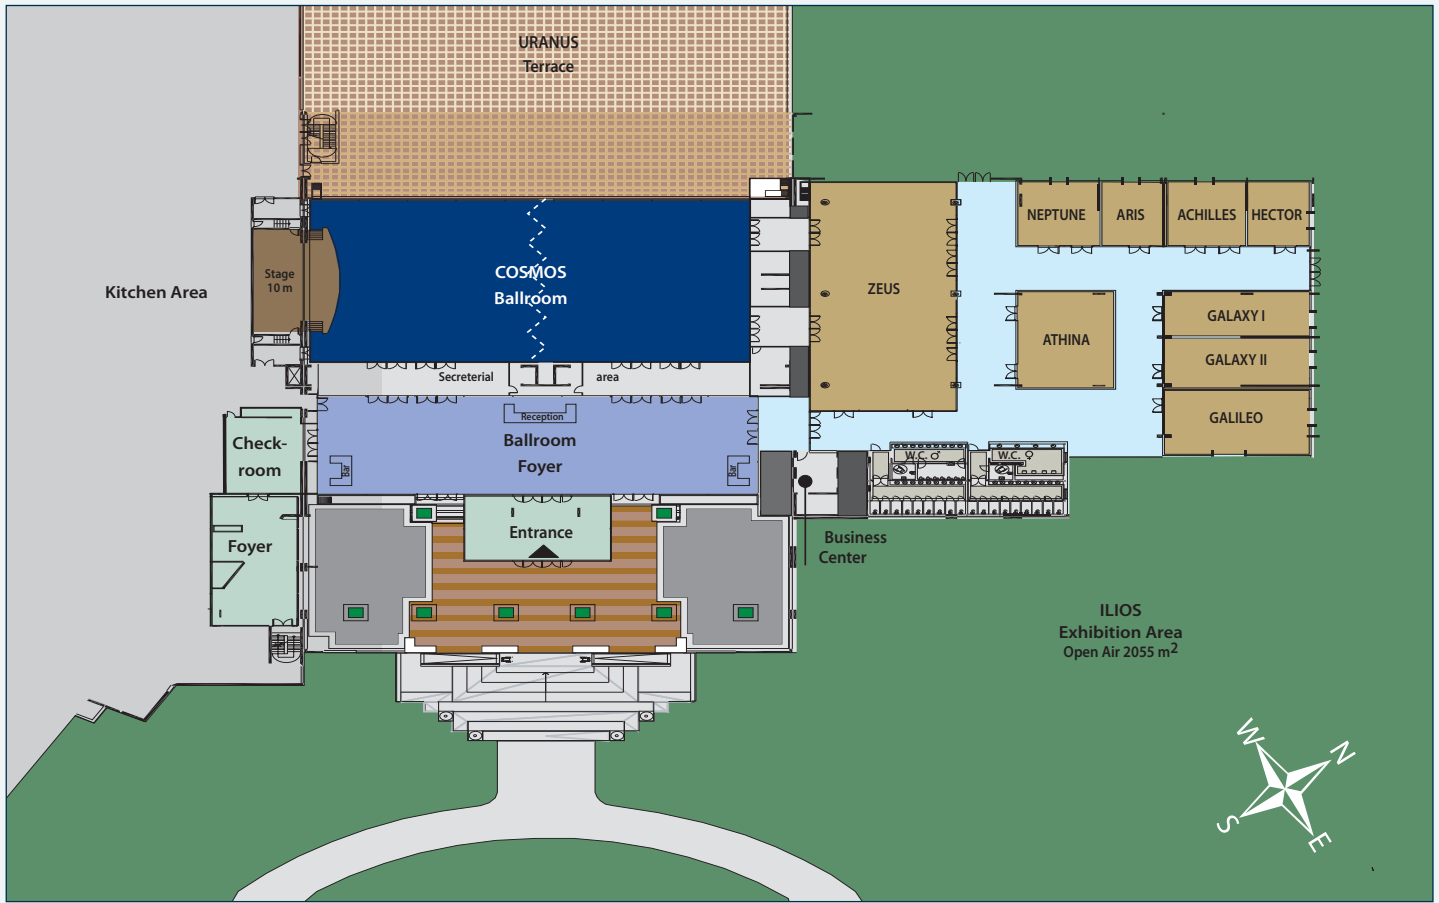 URANUS
Terrace
NEPTUNE
ARIS
ACHILLES
HECTOR
Stage
10 m
COSMOS
Ballroom
Kitchen Area
ZEUS
ATHINA
GALAXY I
GALAXY II
GALILEO
Secreterial
area
Reception
Ballroom
Foyer
Bar
Bar
Check-
room
W.C. ♂
W.C. ♀
Foyer
Entrance
Business
Center
ILIOS
Exhibition Area
Open Air 2055 m2
W
N
S
E